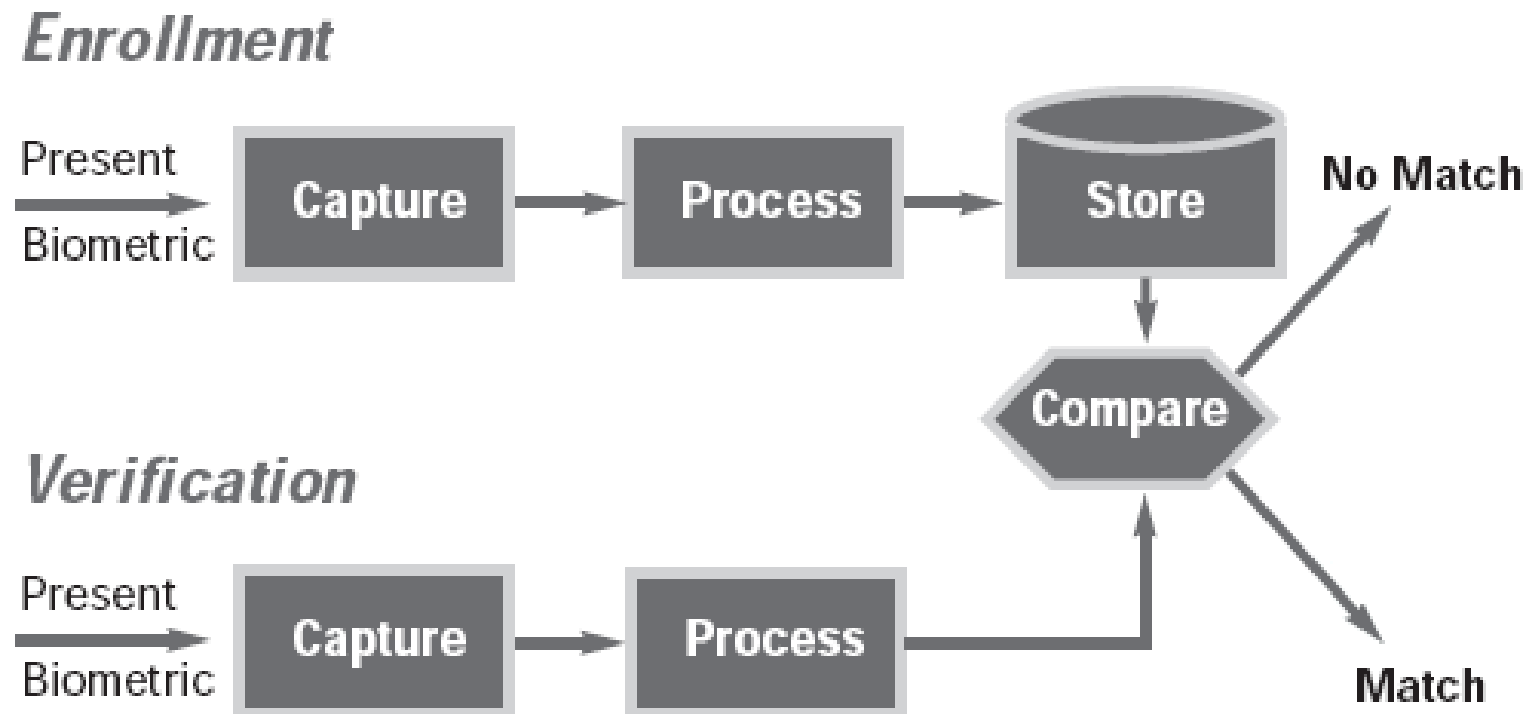 Enrollment
Present
Biometric
Capture
Process
Store
No Match
Compare
Verification
Present
Biometric
Capture
Process
Match